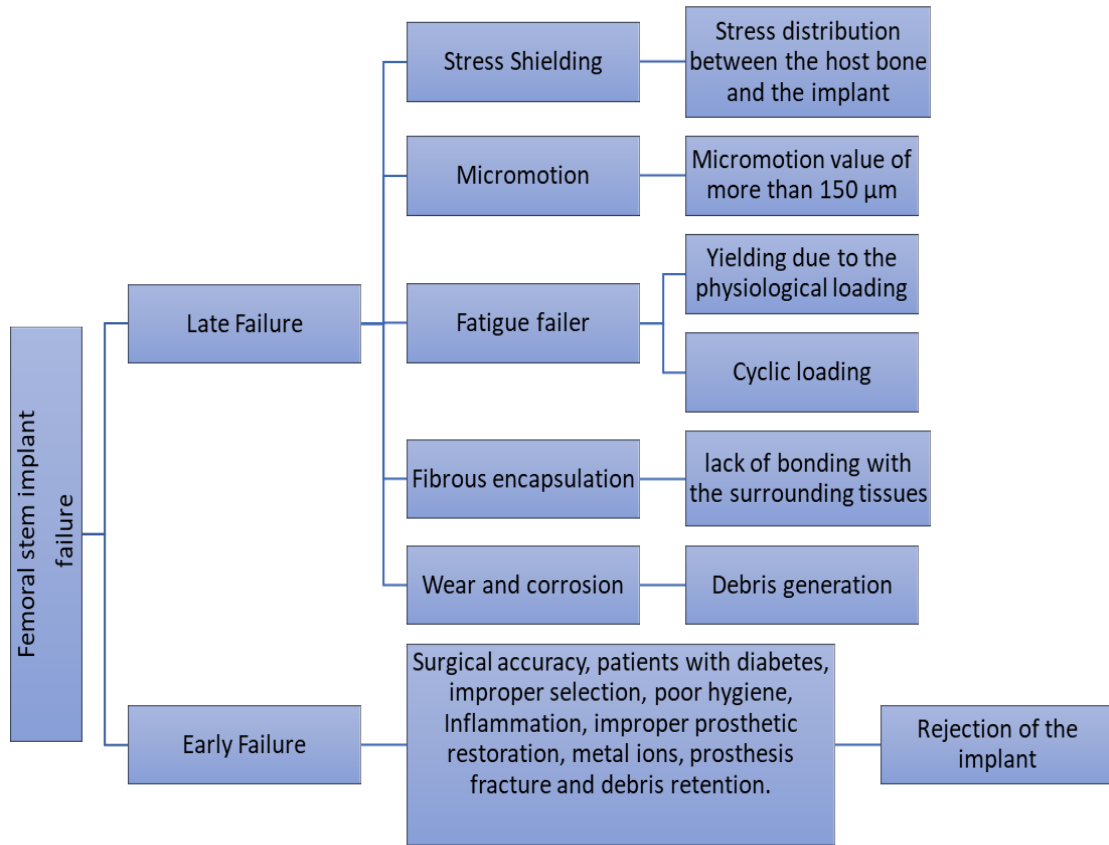 Femoral stem implant
failure
Late Failure
Stress Shielding
Stress distribution
between the host bone
and the implant
Micromotion
Micromotion value of
more than 150 µm
Fatigue failer
Yielding due to the
physiological loading
Cyclic loading
Fibrous encapsulation
lack of bonding with
the surrounding tissues
Wear and corrosion
Debris generation
Early Failure
Surgical accuracy, patients with diabetes,
improper selection, poor hygiene,
Inflammation, improper prosthetic
restoration, metal ions, prosthesis
fracture and debris retention.
Rejection of the
implant